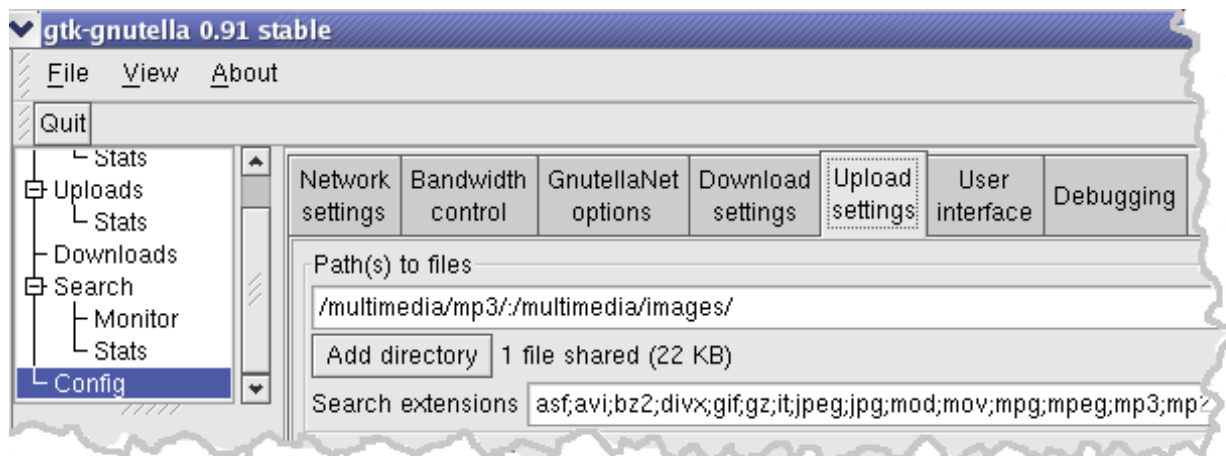 gtk-gnutella 0.91 stable
File View About
Quit
Stats
Uploads
Stats
Downloads
Search
Monitor
Stats
Config
Network settings
Bandwidth control
GnutellaNet options
Download settings
Upload settings
User interface
Debugging
Path(s) to files
/multimedia/mp3/:/multimedia/images/
Add directory 1 file shared (22 KB)
Search extensions asf;avi;bz2;divx;gif;gz;it;jpeg;jpg;mod;mov;mpg;mpeg;mp3;